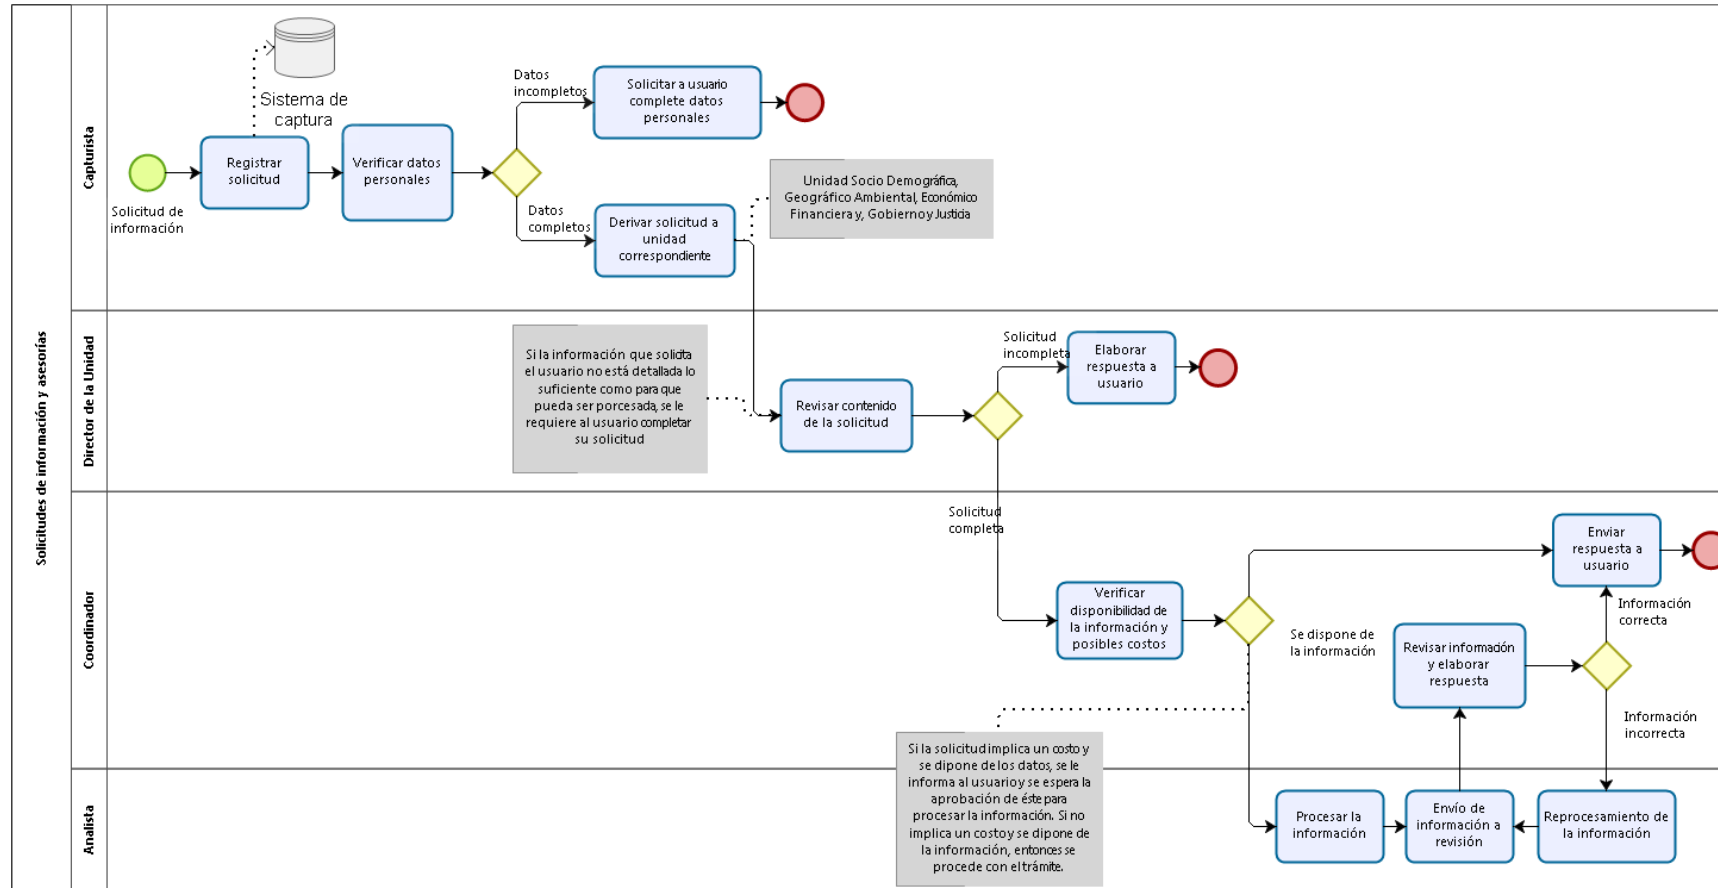 Solicitudes de información y asesorías
Capturista
Solicitud de
información
Registrar
solicitud
Sistema de
captura
Verificar datos
personales
Datos
incompletos
Solicitar a usuario
complete datos
personales
Datos
completos
Derivar solicitud a
unidad
correspondiente
Unidad Socio Demográfica,
Geográfico Ambiental, Económico
Financiera y, Gobierno y Justicia
Director de la Unidad
Si la información que solicita
el usuario no está detallada lo
suficiente como para que
pueda ser porcesada, se le
requiere al usuario completar
su solicitud
Revisar contenido
de la solicitud
Solicitud
incompleta
Elaborar
respuesta a
usuario
Coordinador
Solicitud
completa
Verificar
disponibilidad de
la información y
posibles costos
Se dispone de
la información
Enviar
respuesta a
usuario
Información
correcta
Revisar información
y elaborar
respuesta
Información
incorrecta
Si la solicitud implica un costo y
se dipone de los datos, se le
informa al usuario y se espera la
aprobación de éste para
procesar la información. Si no
implica un costo y se dipone de
la información, entonces se
procede con el trámite.
Analista
Procesar la
información
Envío de
información a
revisión
Reprocesamiento de
la información